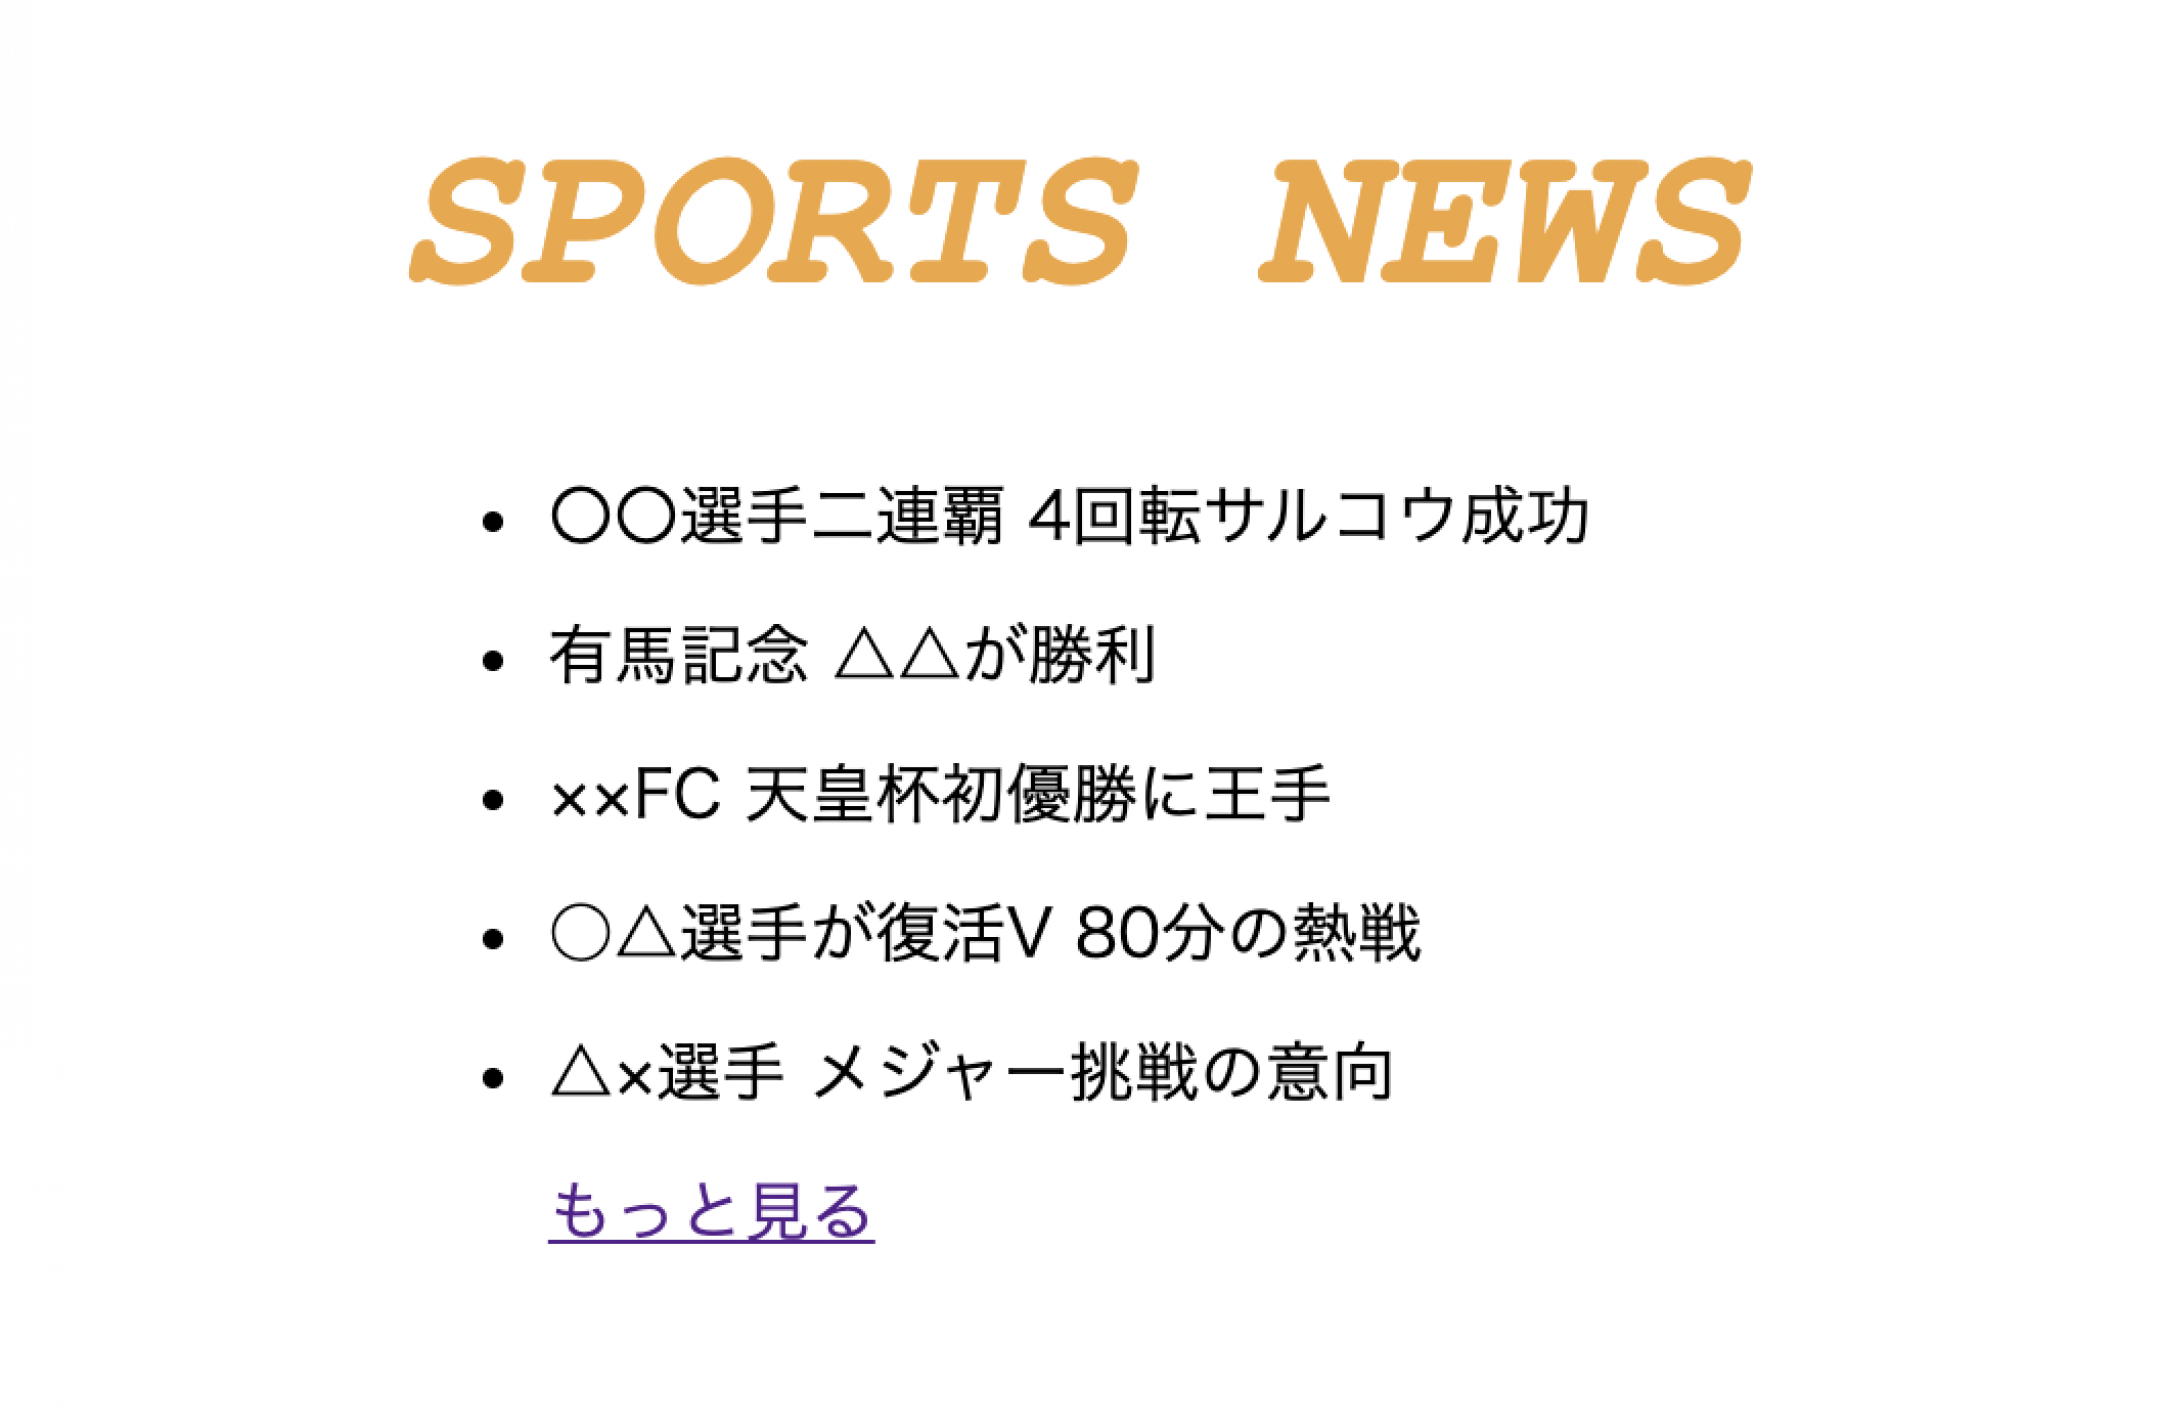 SPORTS NEWS
• 〇〇選手二連覇 4回転サルコウ成功
• 有馬記念 △△が勝利
• ××FC 天皇杯初優勝に王手
• ○△選手が復活V 80分の熱戦
• △×選手 メジャー挑戦の意向
もっと見る